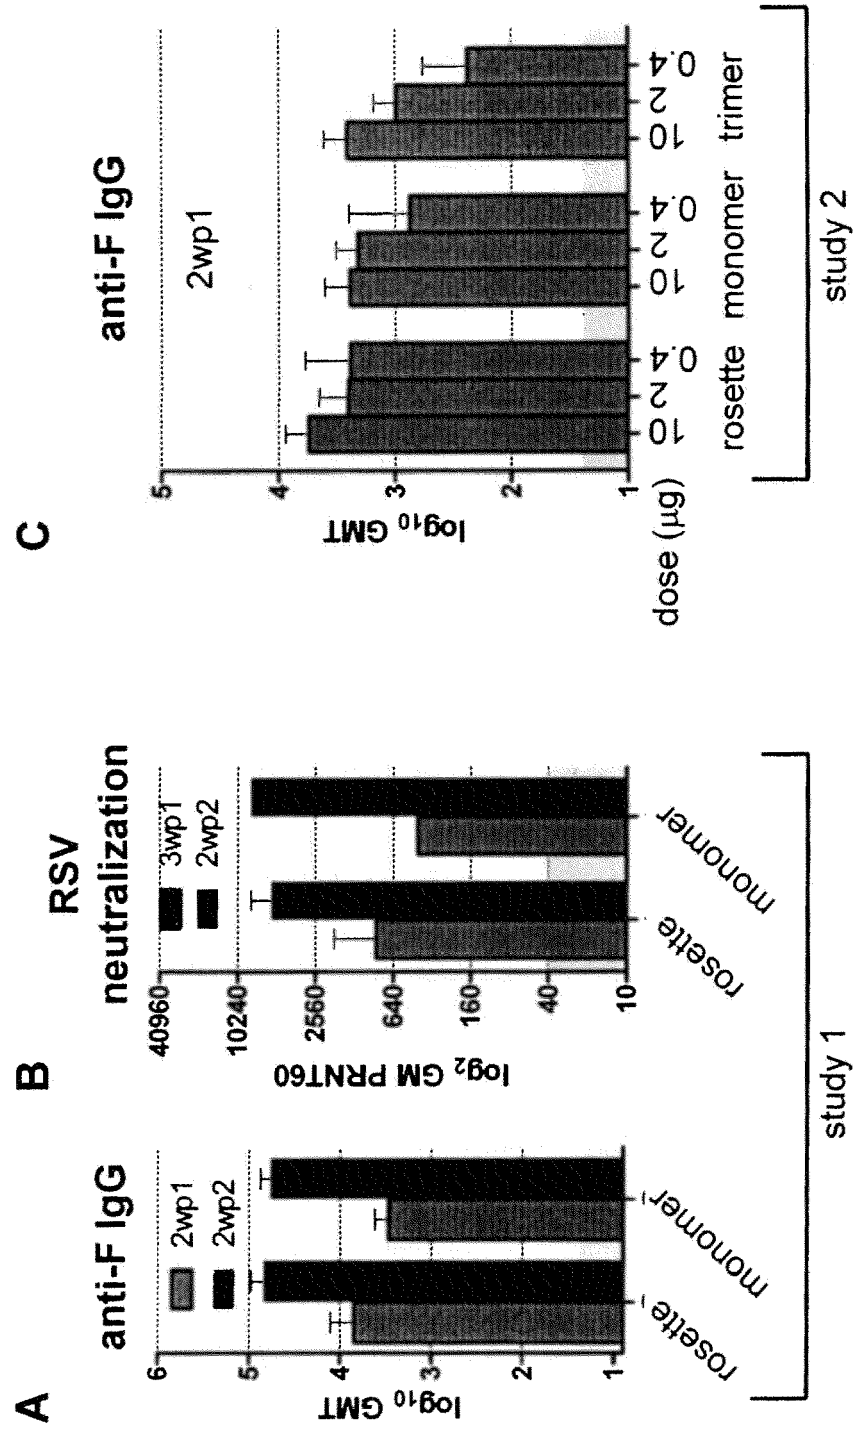 A
anti-F IgG
2wp1
2wp2
log10 GMT
6
5
4
3
2
1
rosette
monomer
B
RSV
neutralization
3wp1
2wp2
log2 GM PRNT60
40960
10240
2560
640
160
40
10
rosette
monomer
study 1
C
anti-F IgG
2wp1
log10 GMT
5
4
3
2
1
dose (μg)
10 2 0.4 10 2 0.4 10 2 0.4
rosette monomer trimer
study 2